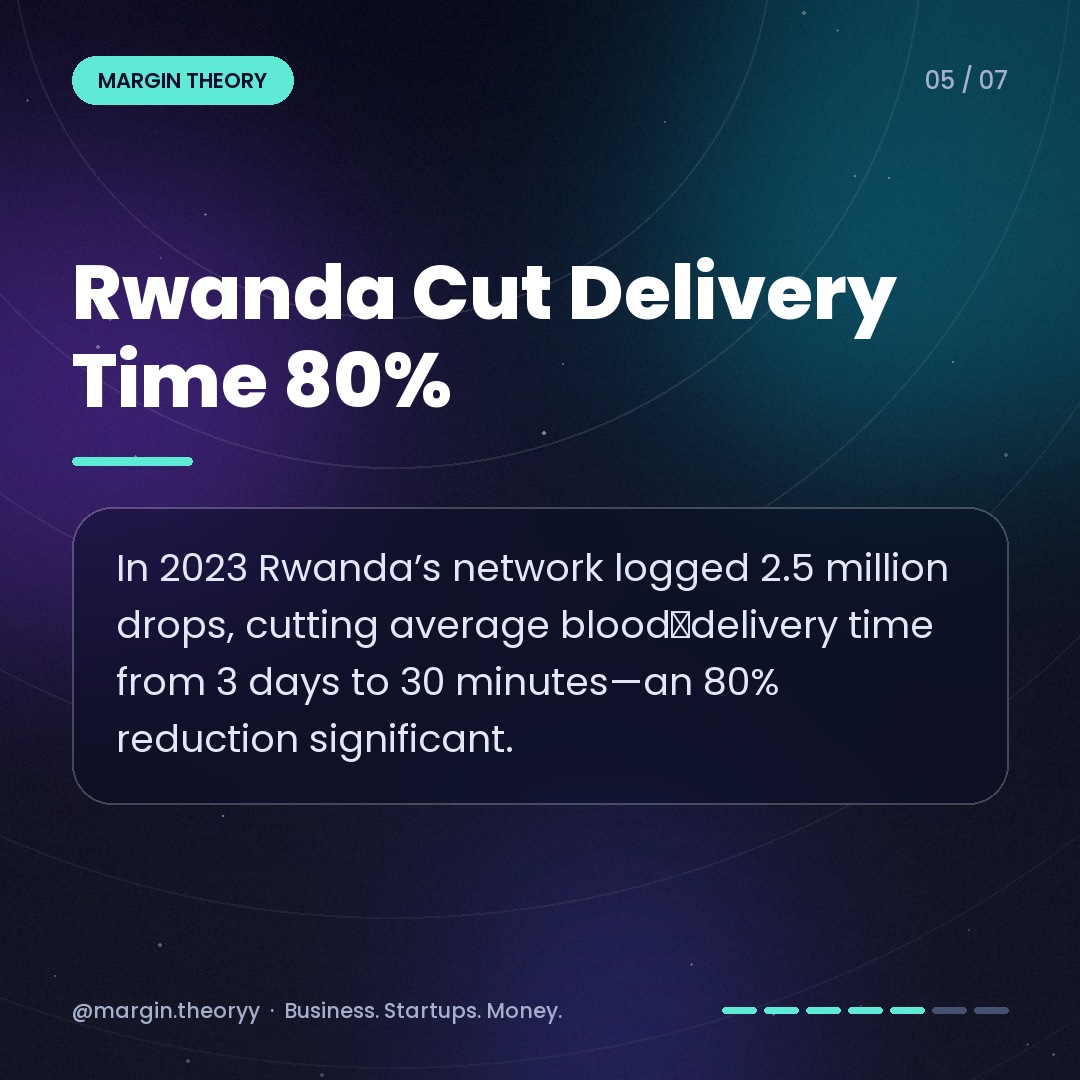 MARGIN THEORY
05 / 07
Rwanda Cut Delivery
Time 80%
In 2023 Rwanda’s network logged 2.5 million
drops, cutting average blood delivery time
from 3 days to 30 minutes—an 80%
reduction significant.
@margin.theoryy · Business. Startups. Money.